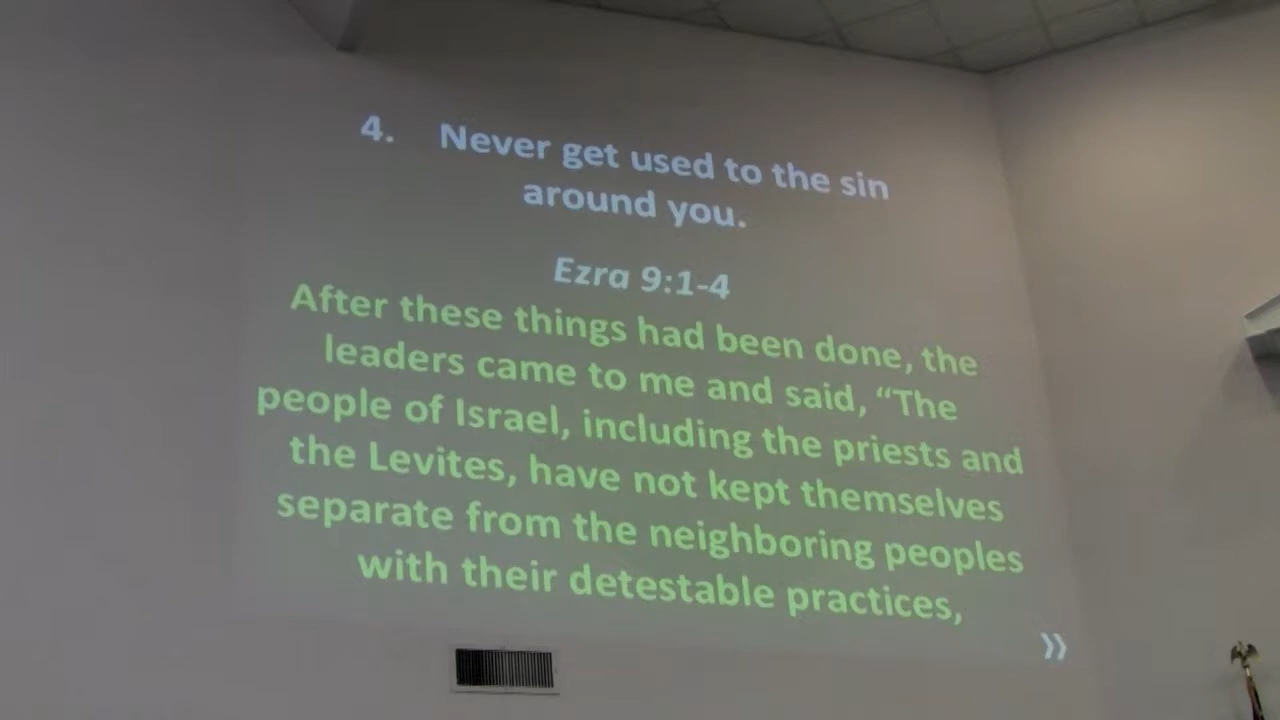 4. Never get used to the sin
around you.
Ezra 9:1-4
After these things had been done, the
leaders came to me and said, “The
people of Israel, including the priests and
the Levites, have not kept themselves
separate from the neighboring peoples
with their detestable practices,
»